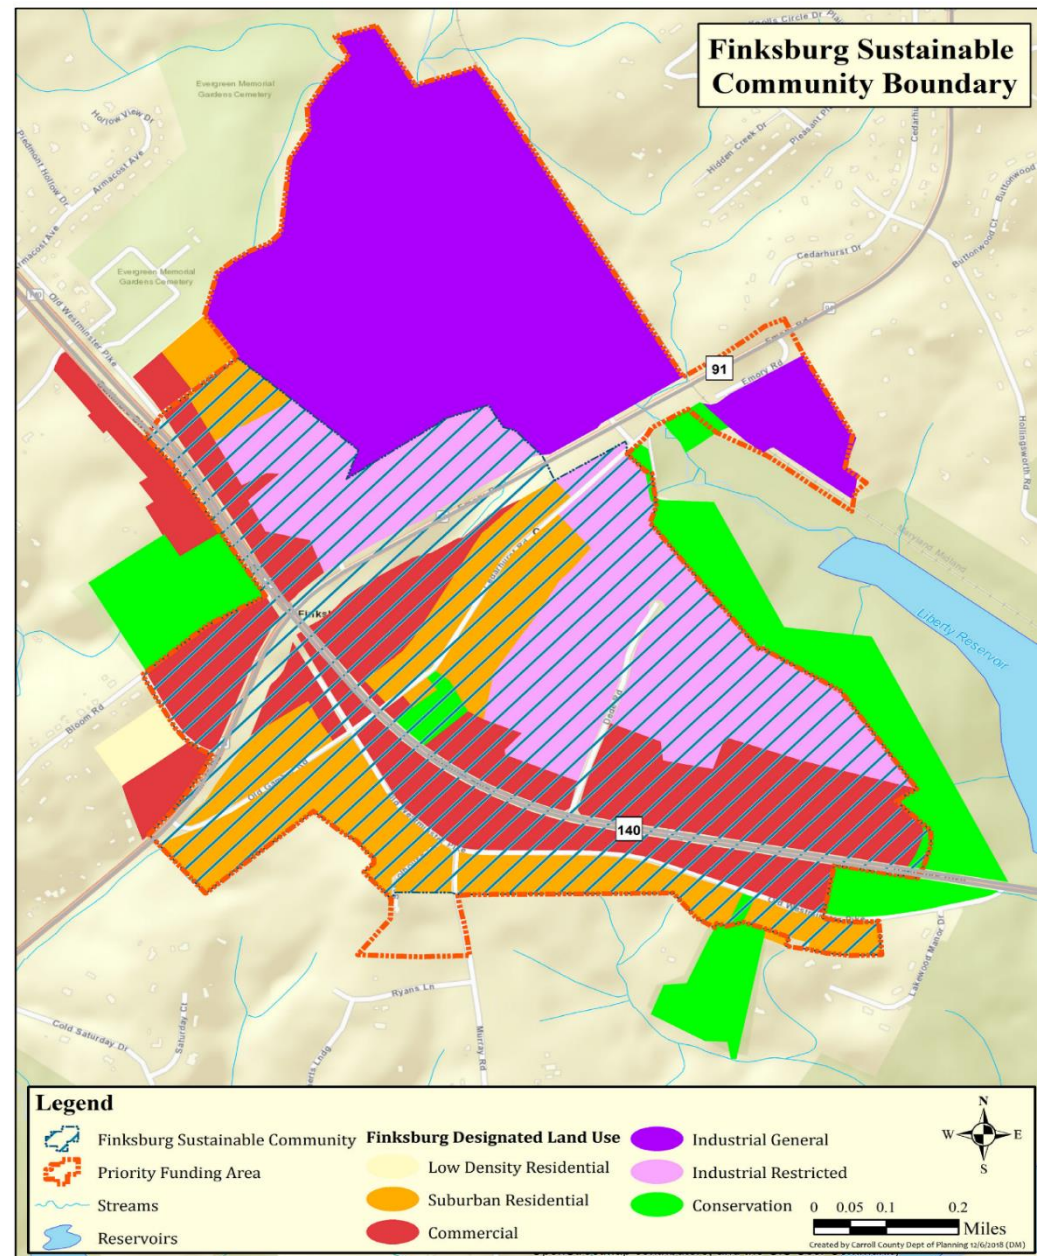 Finksburg Sustainable
Community Boundary
Evergreen Memorial
Gardens Cemetery
Hidden Creek Dr
Armacost Ave
Piedmont Hollow Dr
Armacost Ave
Buttonwood Ct
Cedarhurst Dr
Evergreen Memorial
Gardens Cemetery
Old Westminster Pike
91
Emory Rd
Hollingsworth Rd
Maryland Midland
Liberty Reservoir
Bloom Rd
Dede Rd
140
Lakewood Manor Dr
Ryans Ln
Cold Saturday Dr
Saturday Ct
Murray Rd
Legend
Finksburg Sustainable Community
Priority Funding Area
Streams
Reservoirs
Finksburg Designated Land Use
Low Density Residential
Suburban Residential
Commercial
Industrial General
Industrial Restricted
Conservation
N
W E
S
0 0.05 0.1 0.2
Miles
Created by Carroll County Dept of Planning 12/6/2018 (DM)